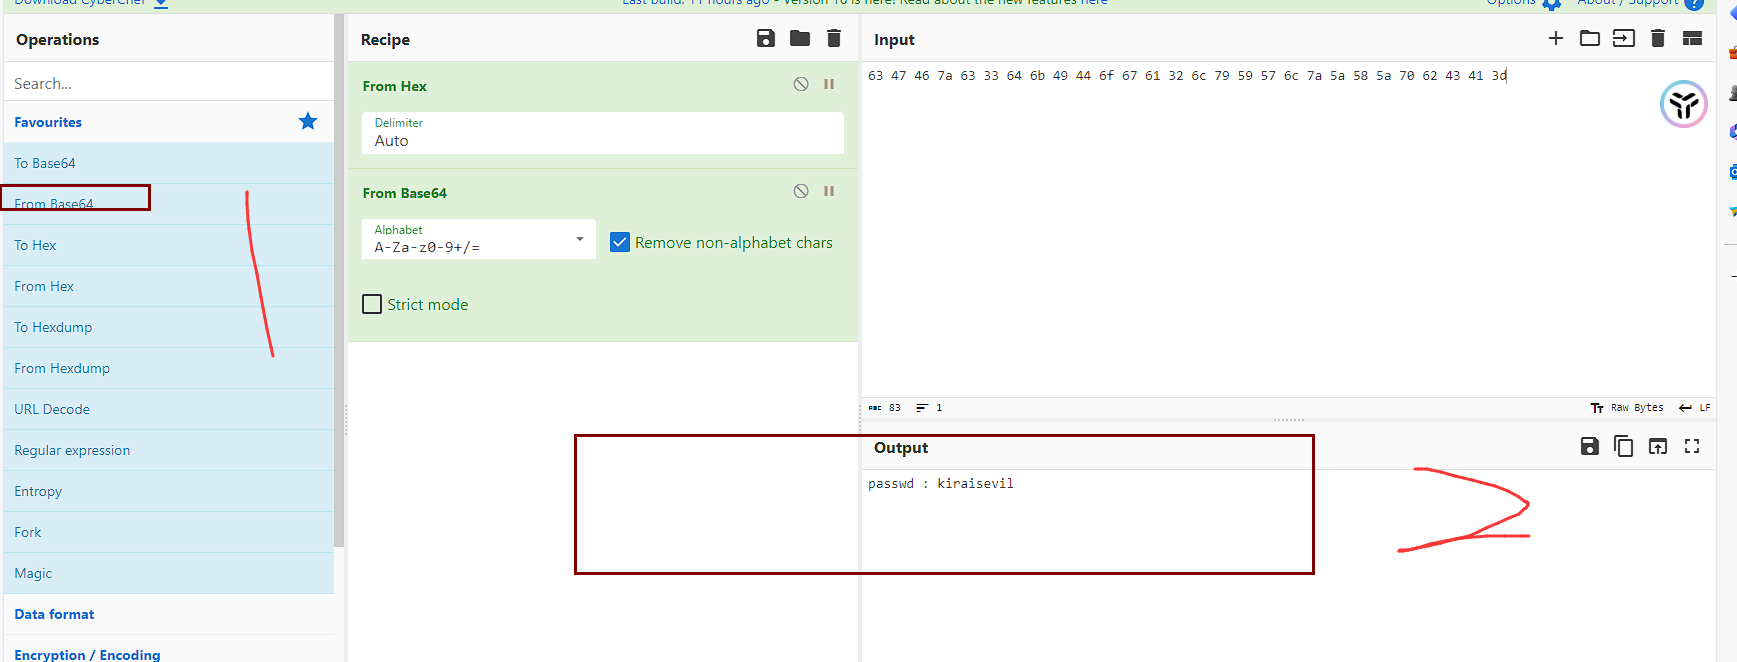 Download CyberChef
Last build: 11 hours ago - Version 10 is here! Read about the new features here
Options
About / Support
?
Operations
Search...
Favourites
To Base64
From Base64
To Hex
From Hex
To Hexdump
From Hexdump
URL Decode
Regular expression
Entropy
Fork
Magic
Data format
Encryption / Encoding
Recipe
From Hex
Delimiter
Auto
From Base64
Alphabet
A-Za-z0-9+/=
Remove non-alphabet chars
Strict mode
Input
63 47 46 7a 63 33 64 6b 49 44 6f 67 61 32 6c 79 59 57 6c 7a 5a 58 5a 70 62 43 41 3d
ABC 83 1
Tт Raw Bytes LF
Output
passwd : kiraisevil
1
2